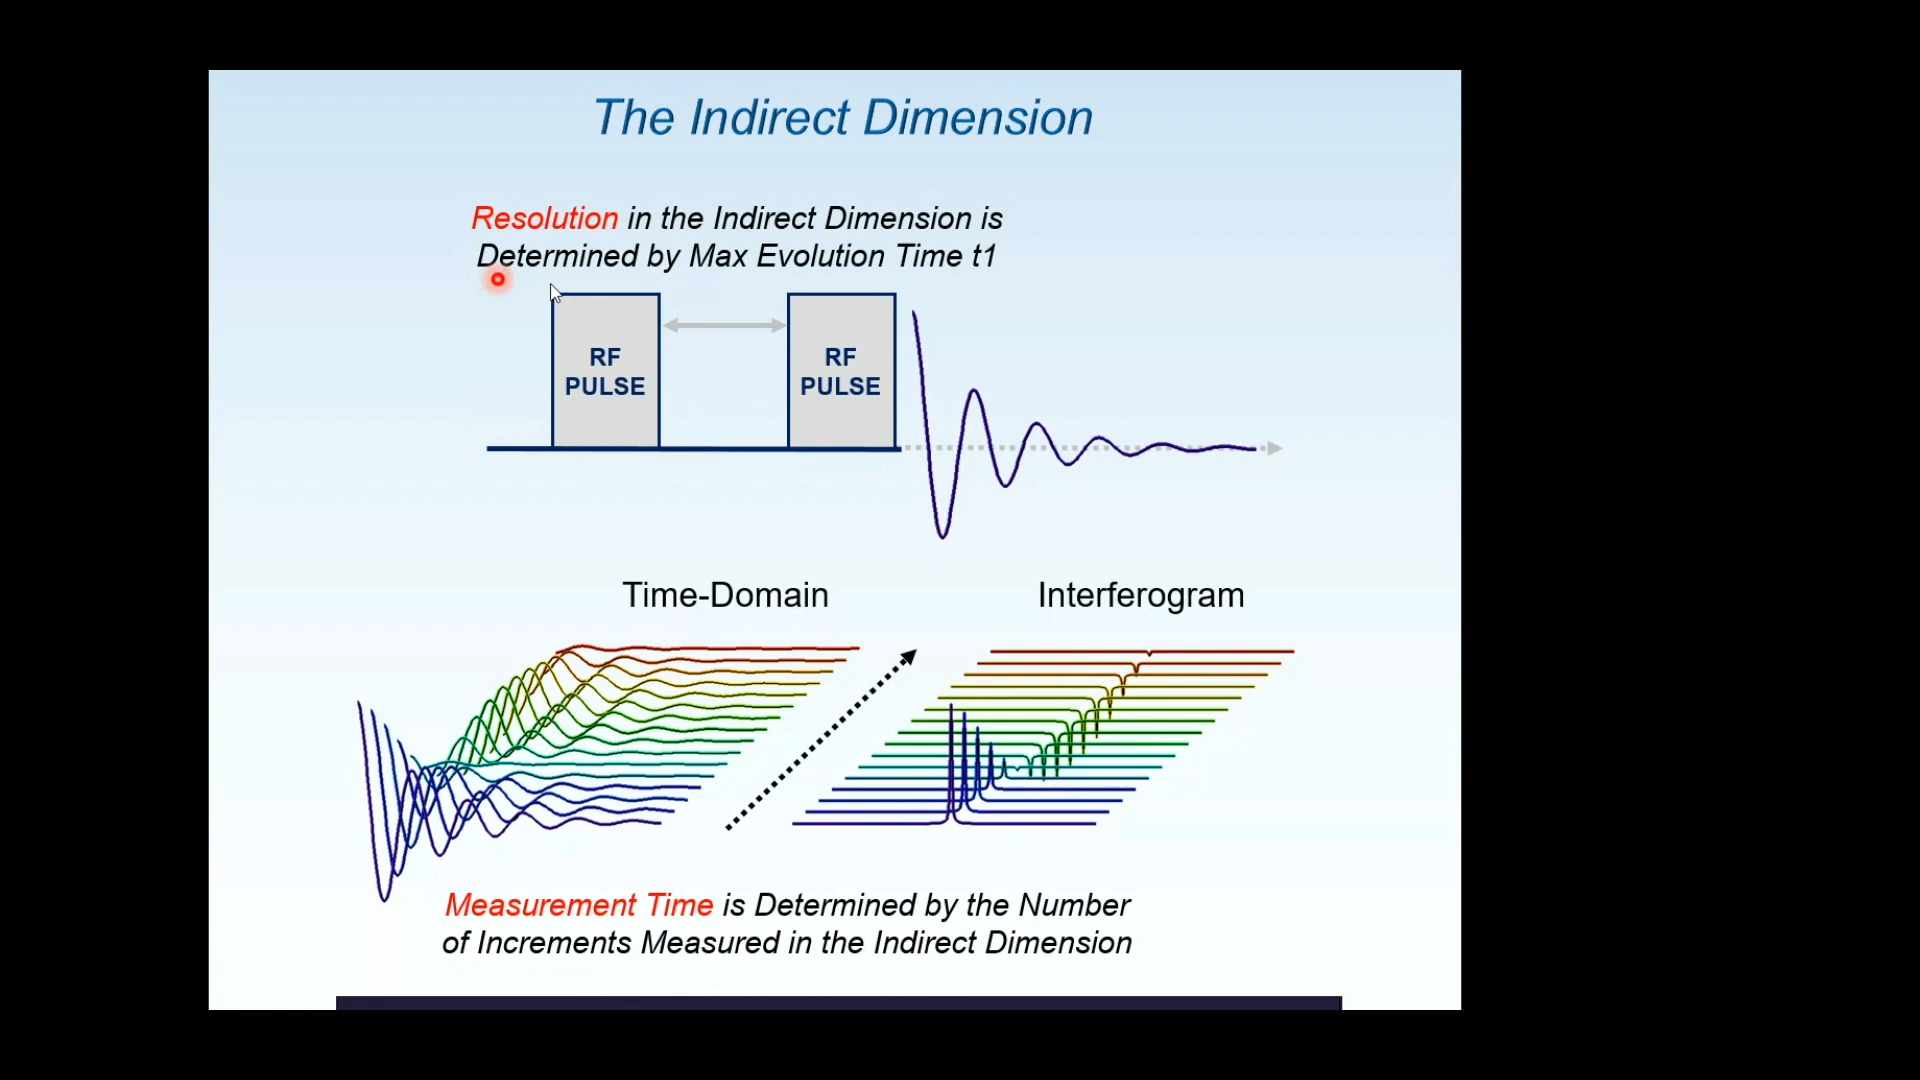 The Indirect Dimension
Resolution in the Indirect Dimension is
Determined by Max Evolution Time t1
RF
PULSE
RF
PULSE
Time-Domain
Interferogram
Measurement Time is Determined by the Number
of Increments Measured in the Indirect Dimension